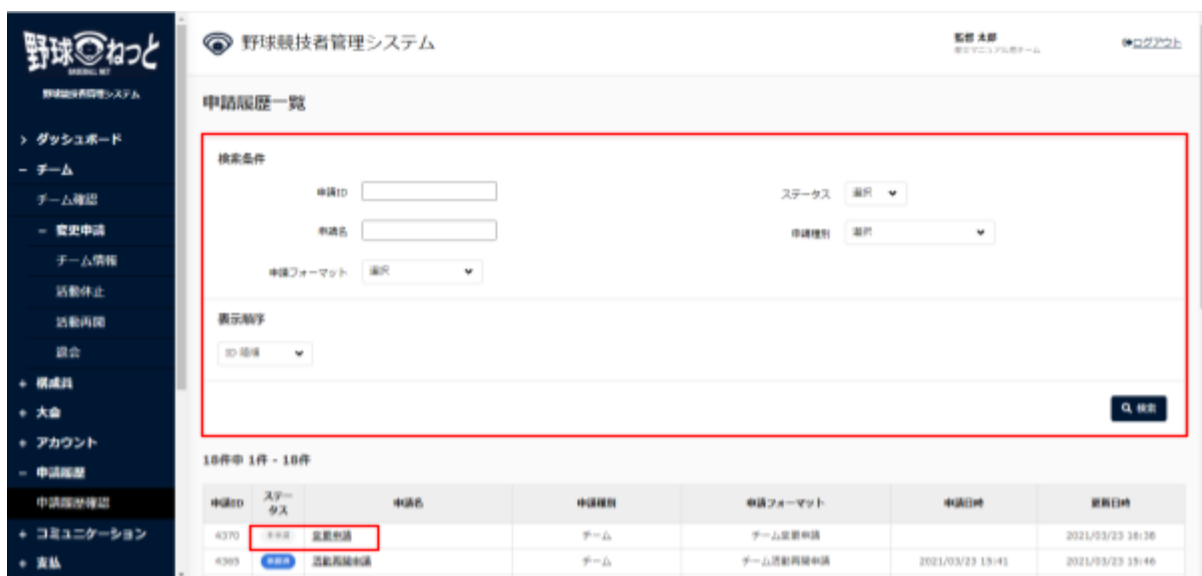 野球ねっと
BASEBALL NET
野球競技者管理システム
野球競技者管理システム
監督 太郎
ログアウト
> ダッシュボード
− チーム
チーム確認
− 変更申請
チーム情報
活動休止
活動再開
退会
+ 構成員
+ 大会
+ アカウント
− 申請履歴
申請履歴確認
+ コミュニケーション
+ 支払
申請履歴一覧
検索条件
申請ID
ステータス 選択
申請名
申請種別 選択
申請フォーマット 選択
表示順序
ID 降順
検索
18件中 1件 - 18件
申請ID ステータス 申請名 申請種別 申請フォーマット 申請日時 更新日時
4370 未申請 変更申請 チーム チーム変更申請 2021/03/23 16:36
4365 活動再開申請 チーム チーム活動再開申請 2021/03/23 15:41 2021/03/23 15:46